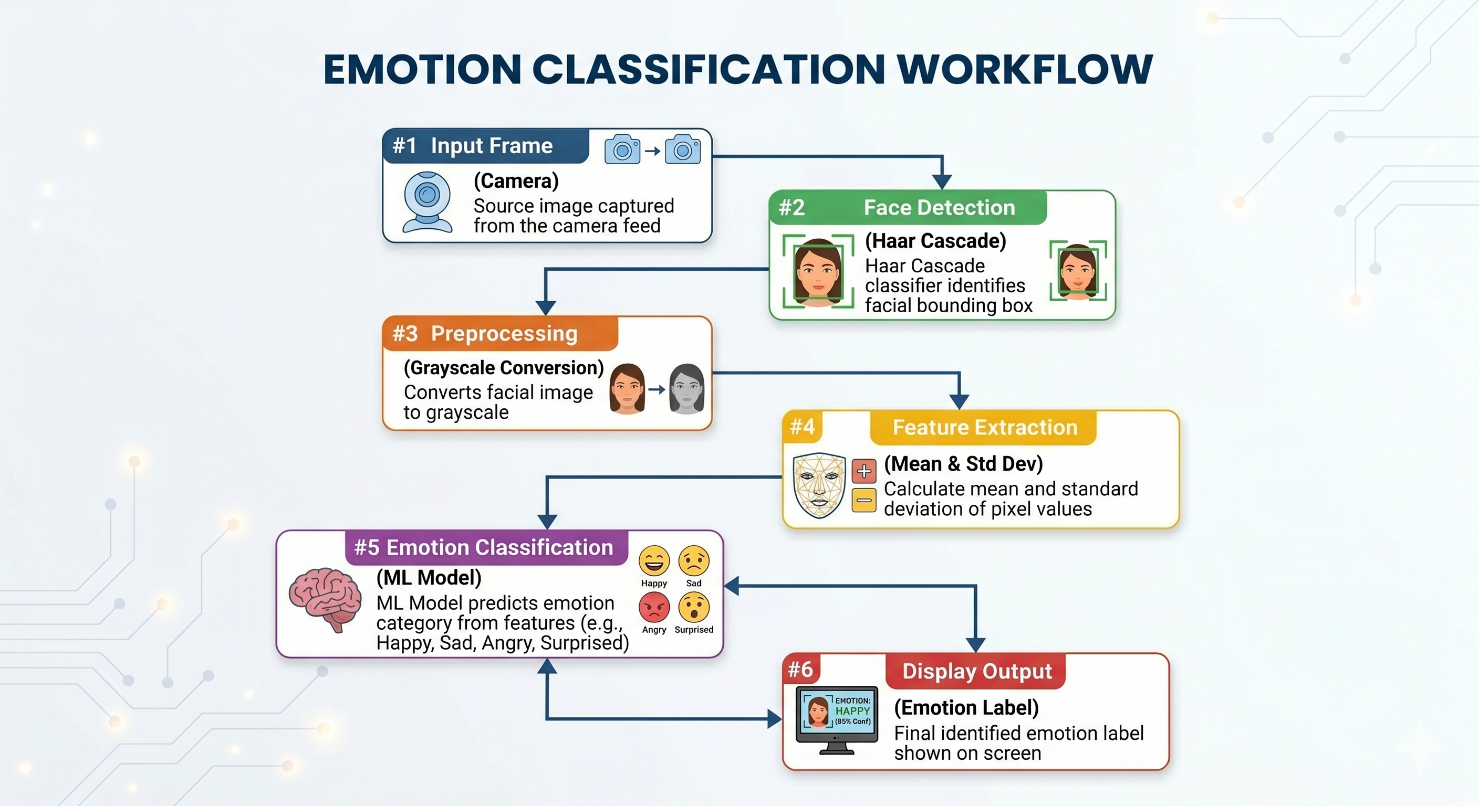 EMOTION CLASSIFICATION WORKFLOW
#1 Input Frame
(Camera)
Source image captured
from the camera feed
#2 Face Detection
(Haar Cascade)
Haar Cascade
classifier identifies
facial bounding box
#3 Preprocessing
(Grayscale Conversion)
Converts facial image
to grayscale
#4 Feature Extraction
(Mean & Std Dev)
Calculate mean and standard
deviation of pixel values
#5 Emotion Classification
(ML Model)
ML Model predicts emotion
category from features (e.g.,
Happy, Sad, Angry, Surprised)
Happy Sad
Angry Surprised
#6 Display Output
EMOTION:
HAPPY
(85% Conf)
(Emotion Label)
Final identified emotion label
shown on screen